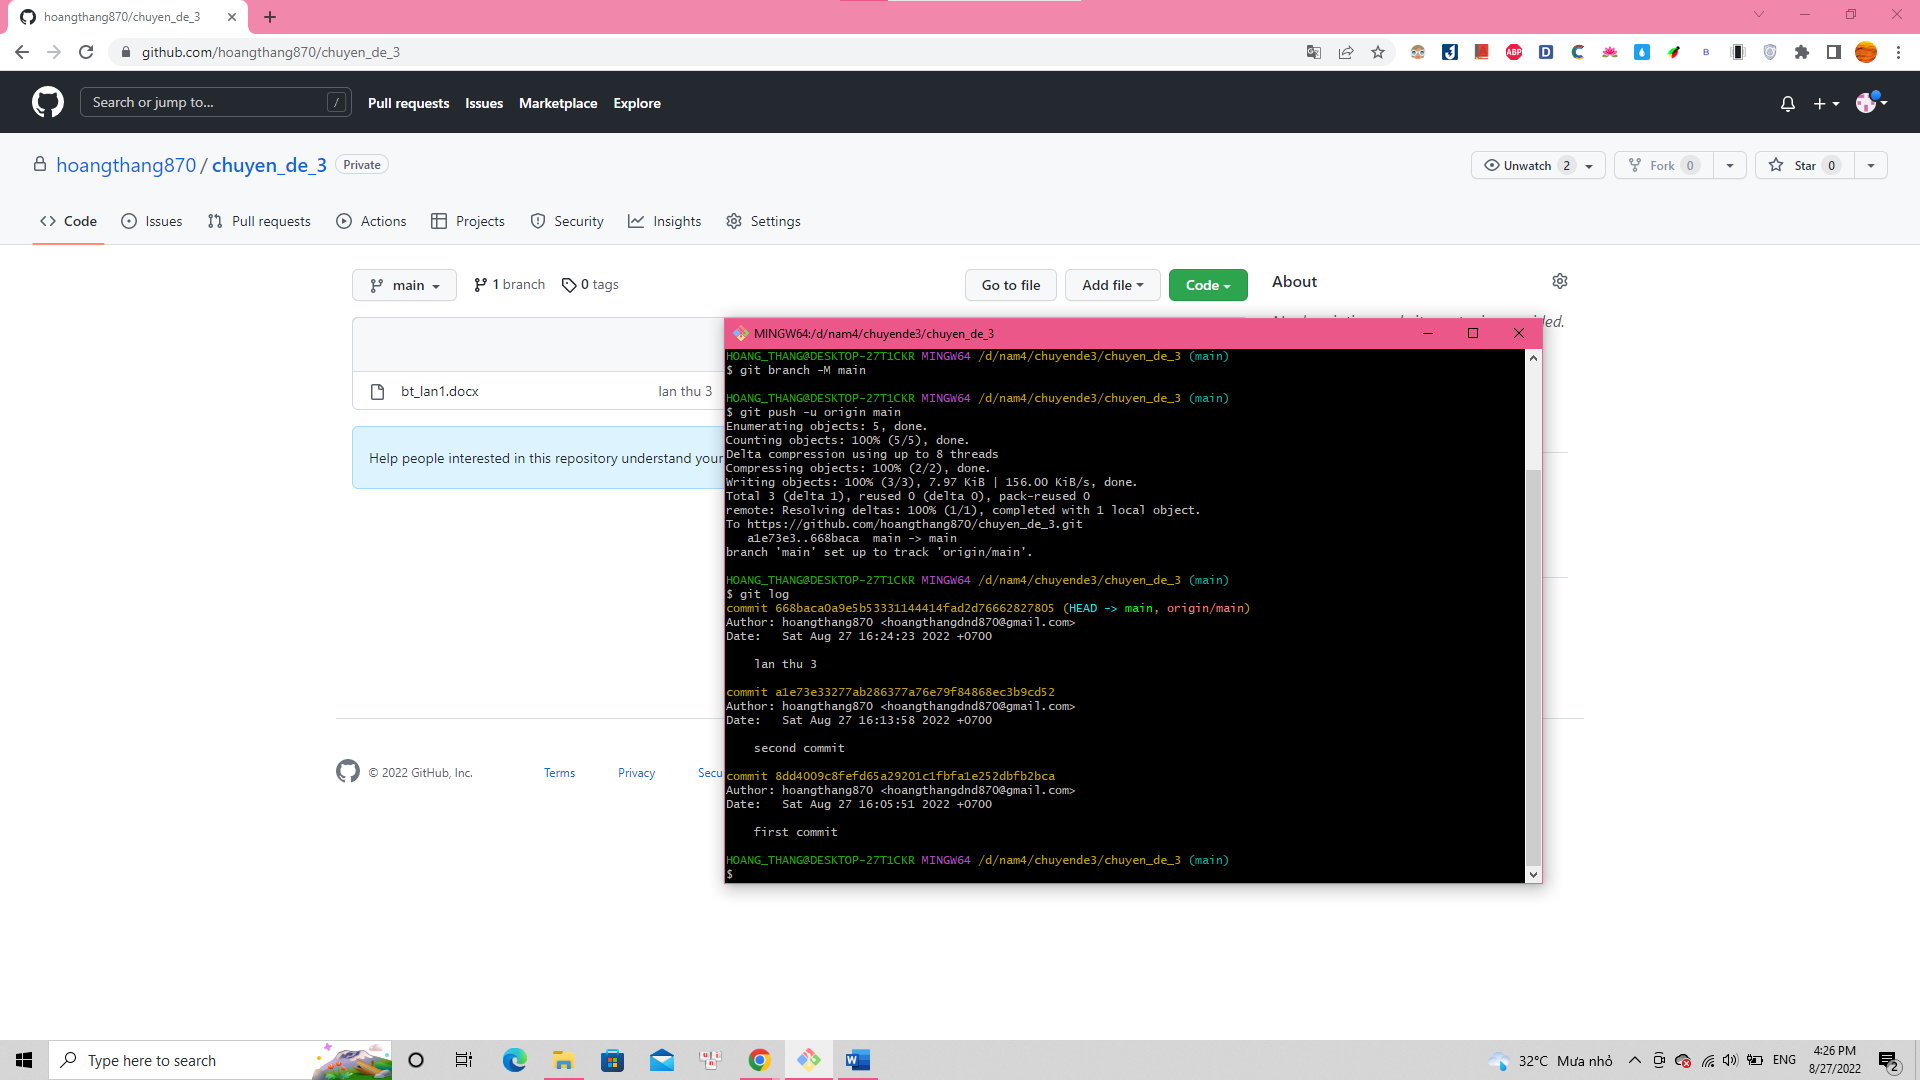 hoangthang870/chuyen_de_3
github.com/hoangthang870/chuyen_de_3
Search or jump to... /
Pull requests Issues Marketplace Explore
hoangthang870 / chuyen_de_3 Private
Unwatch 2 Fork 0 Star 0
Code Issues Pull requests Actions Projects Security Insights Settings
main 1 branch 0 tags Go to file Add file Code About
MINGW64:/d/nam4/chuyende3/chuyen_de_3
HOANG_THANG@DESKTOP-27T1CKR MINGW64 /d/nam4/chuyende3/chuyen_de_3 (main)
$ git branch -M main
HOANG_THANG@DESKTOP-27T1CKR MINGW64 /d/nam4/chuyende3/chuyen_de_3 (main)
$ git push -u origin main
Enumerating objects: 5, done.
Counting objects: 100% (5/5), done.
Delta compression using up to 8 threads
Compressing objects: 100% (2/2), done.
Writing objects: 100% (3/3), 7.97 KiB | 156.00 KiB/s, done.
Total 3 (delta 1), reused 0 (delta 0), pack-reused 0
remote: Resolving deltas: 100% (1/1), completed with 1 local object.
To https://github.com/hoangthang870/chuyen_de_3.git
a1e73e3..668baca main -> main
branch 'main' set up to track 'origin/main'.
HOANG_THANG@DESKTOP-27T1CKR MINGW64 /d/nam4/chuyende3/chuyen_de_3 (main)
$ git log
commit 668baca0a9e5b53331144414fad2d76662827805 (HEAD -> main, origin/main)
Author: hoangthang870 <hoangthangdnd870@gmail.com>
Date: Sat Aug 27 16:24:23 2022 +0700
lan thu 3
commit a1e73e33277ab286377a76e79f84868ec3b9cd52
Author: hoangthang870 <hoangthangdnd870@gmail.com>
Date: Sat Aug 27 16:13:58 2022 +0700
second commit
commit 8dd4009c8fefd65a29201c1fbfa1e252dbfb2bca
Author: hoangthang870 <hoangthangdnd870@gmail.com>
Date: Sat Aug 27 16:05:51 2022 +0700
first commit
HOANG_THANG@DESKTOP-27T1CKR MINGW64 /d/nam4/chuyende3/chuyen_de_3 (main)
$
bt_lan1.docx lan thu 3
Help people interested in this repository understand your
© 2022 GitHub, Inc. Terms Privacy Secu
Type here to search
32°C Mưa nhỏ ENG
4:26 PM
8/27/2022
2